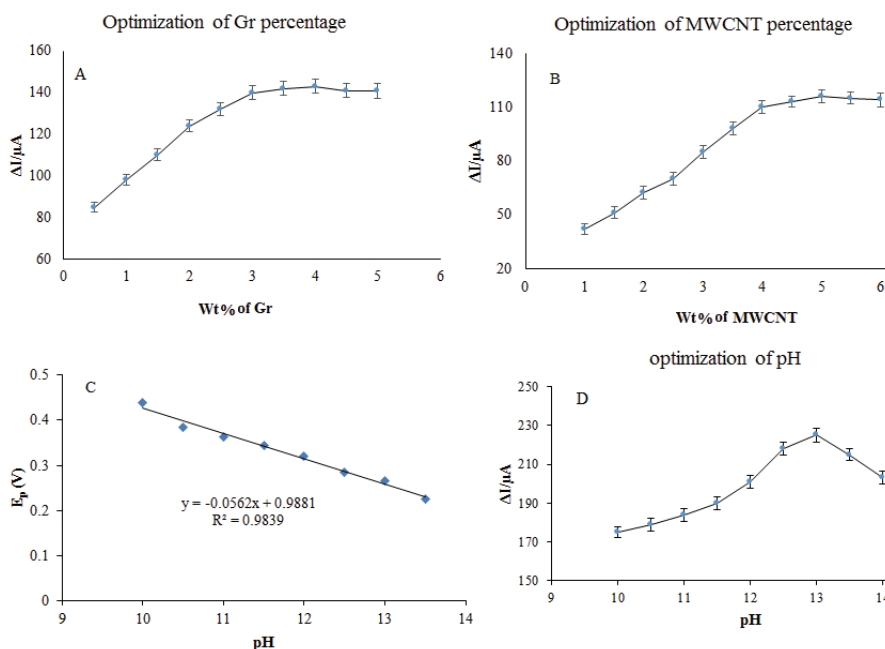 Optimization of Gr percentage
A
160
140
120
100
80
60
ΔI/μA
0 1 2 3 4 5 6
Wt% of Gr
Optimization of MWCNT percentage
B
140
110
80
50
20
ΔI/μA
0 1 2 3 4 5 6
Wt% of MWCNT
C
0.5
0.4
0.3
0.2
0.1
0
Ep (V)
y = -0.0562x + 0.9881
R² = 0.9839
9 10 11 12 13 14
pH
optimization of pH
D
250
230
210
190
170
150
ΔI/μA
9 10 11 12 13 14
pH